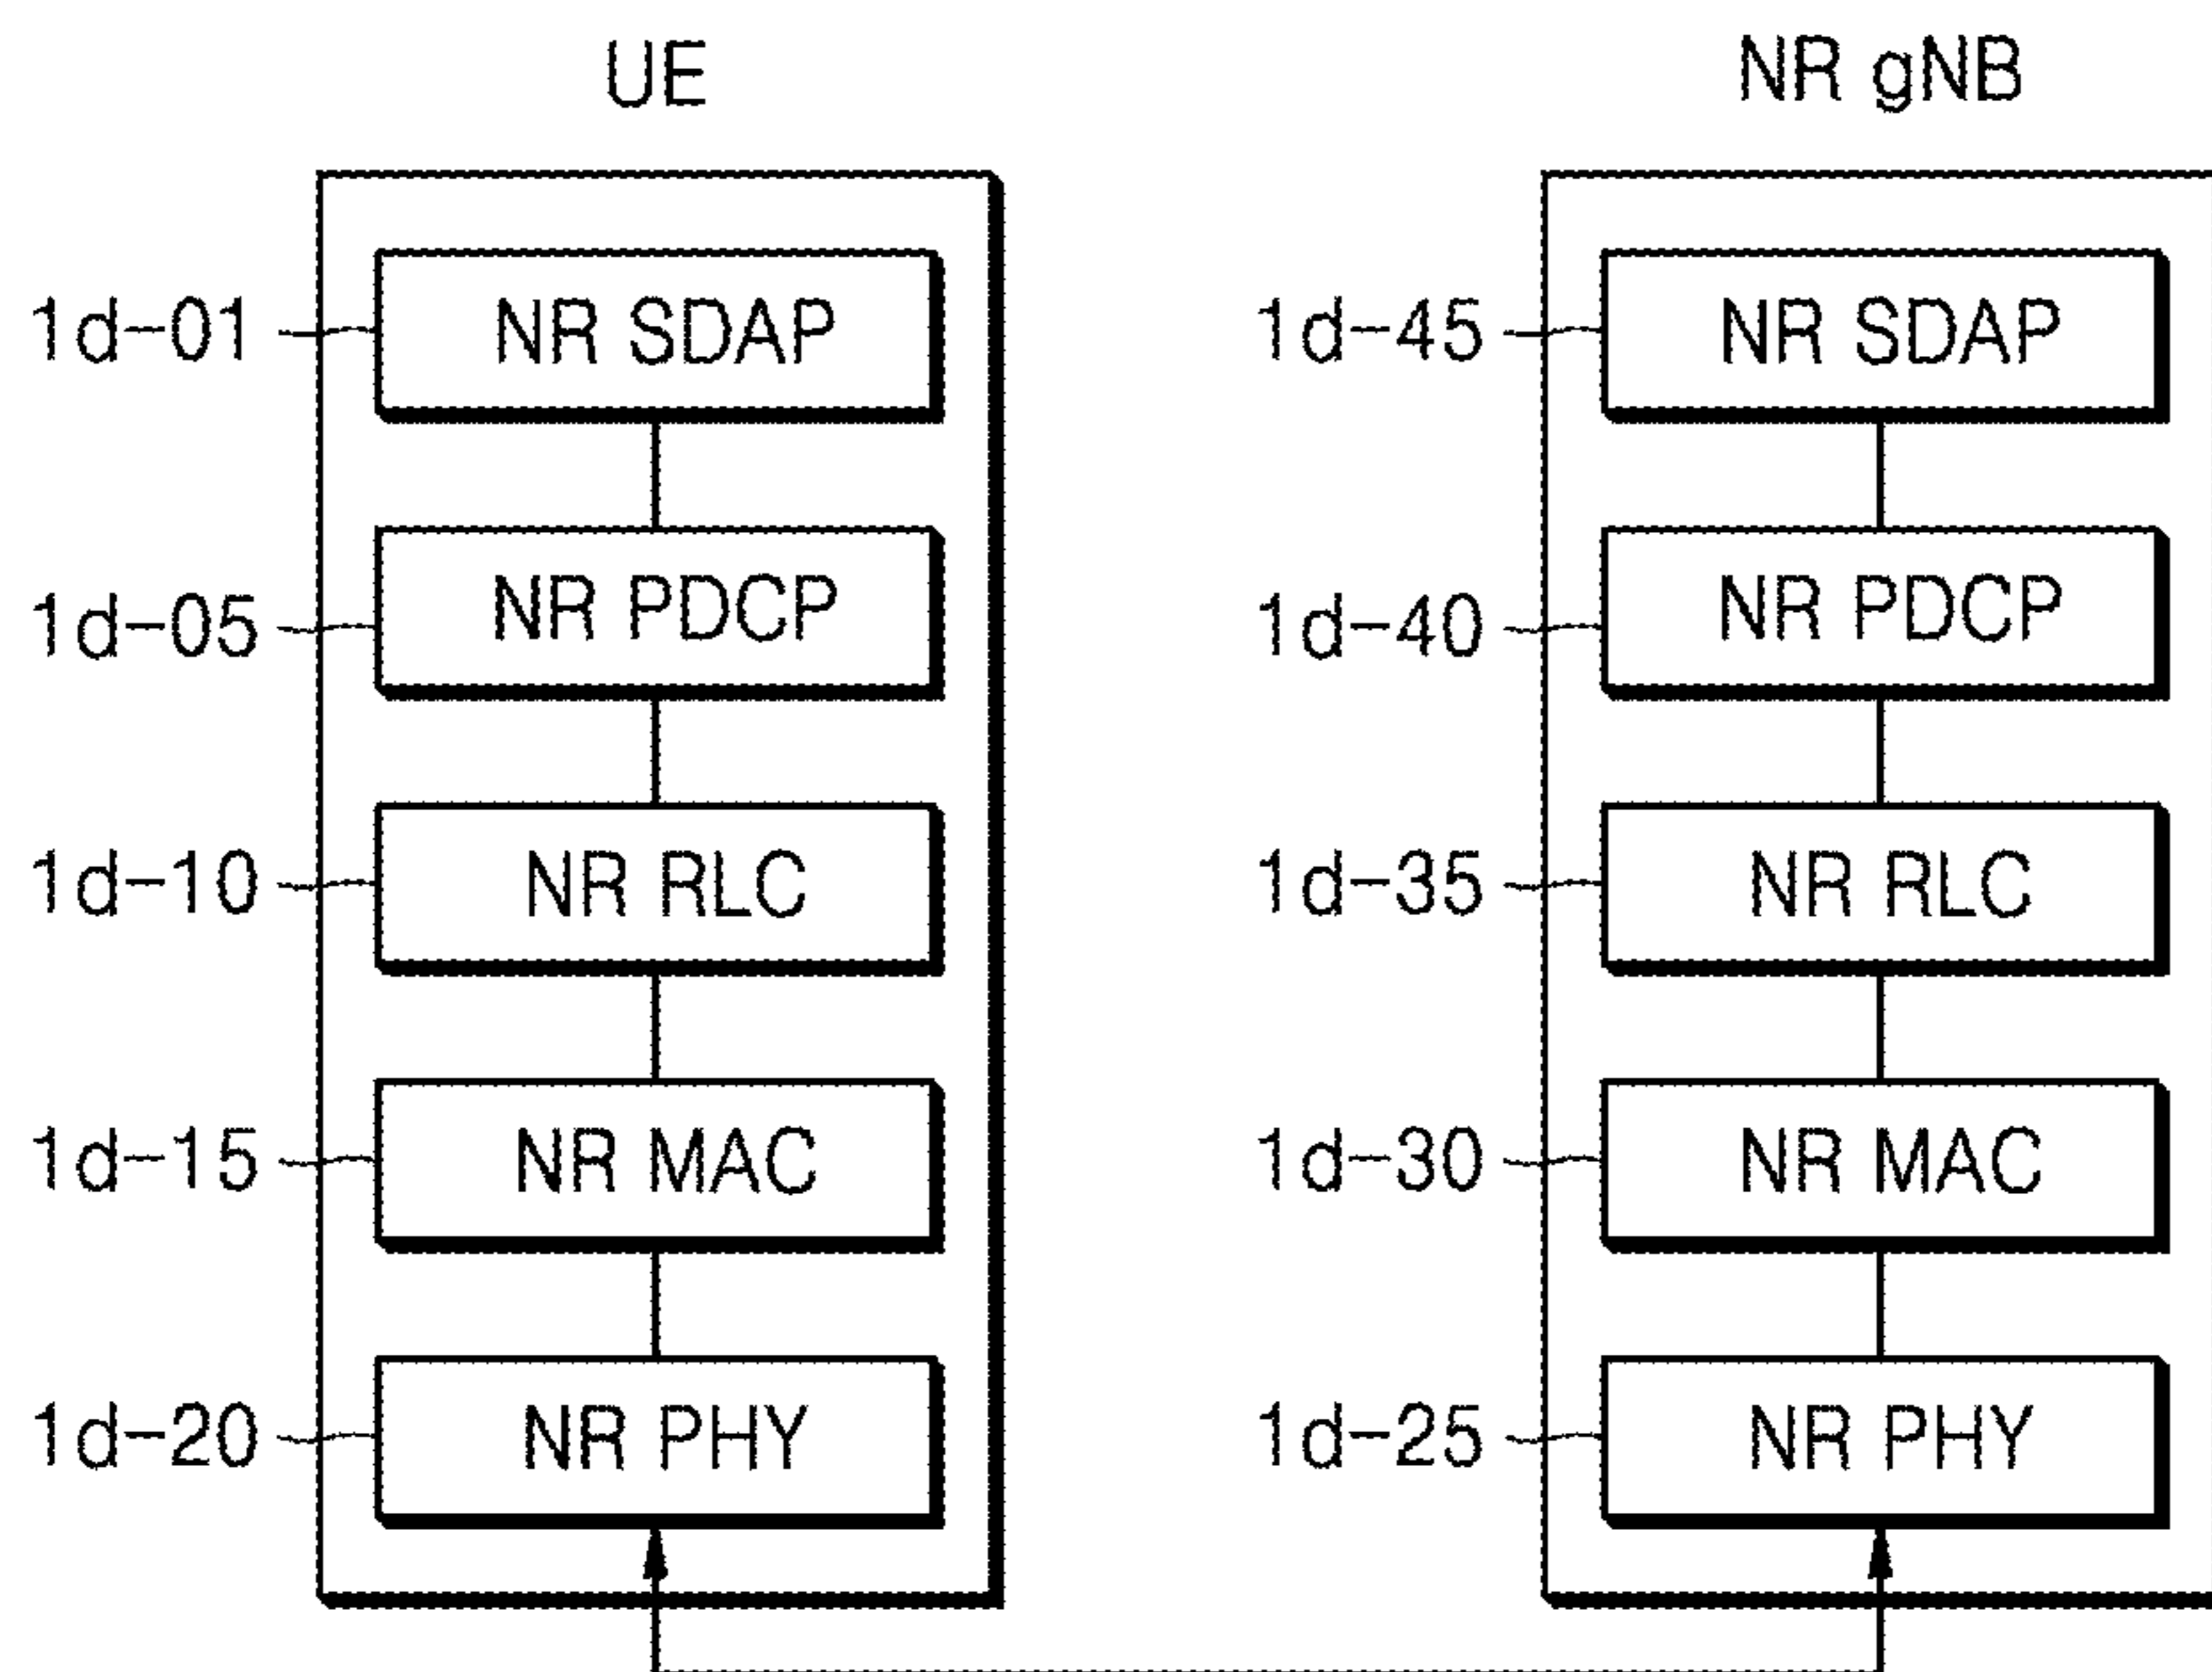 UE
NR gNB
1d-01
NR SDAP
1d-45
NR SDAP
1d-05
NR PDCP
1d-40
NR PDCP
1d-10
NR RLC
1d-35
NR RLC
1d-15
NR MAC
1d-30
NR MAC
1d-20
NR PHY
1d-25
NR PHY